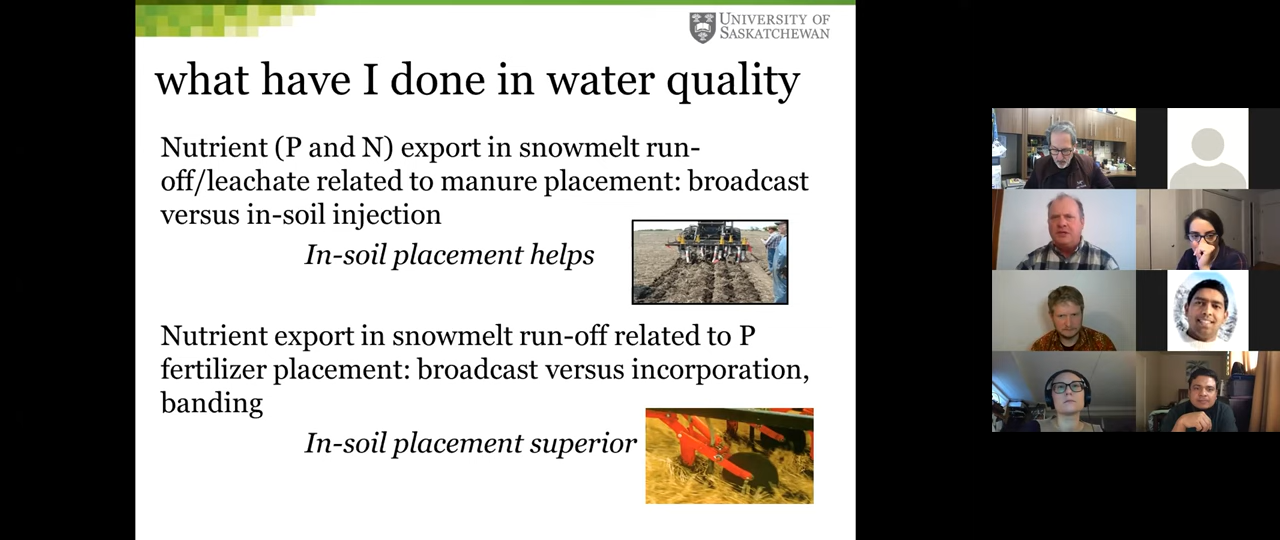 UNIVERSITY OF
SASKATCHEWAN
what have I done in water quality
Nutrient (P and N) export in snowmelt run-
off/leachate related to manure placement: broadcast
versus in-soil injection
In-soil placement helps
Nutrient export in snowmelt run-off related to P
fertilizer placement: broadcast versus incorporation,
banding
In-soil placement superior